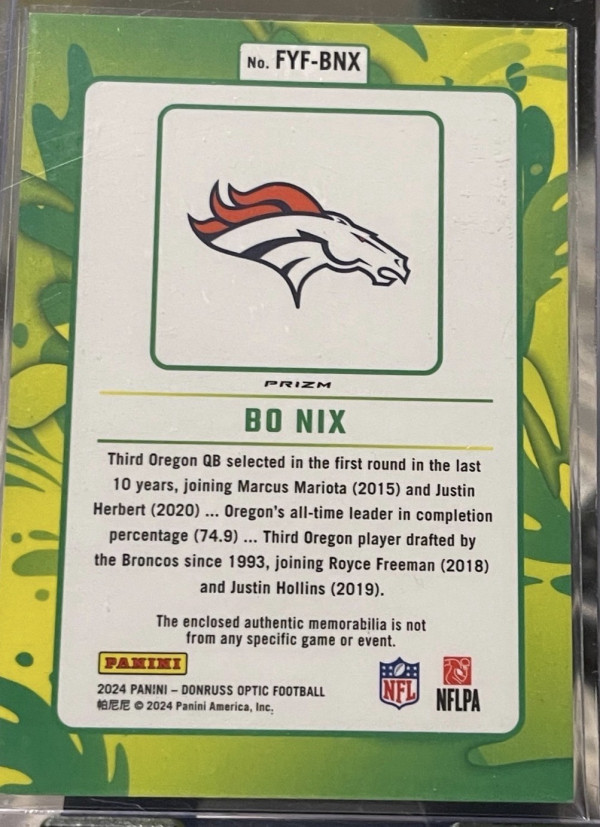 No. FYF-BNX
PRIZM
BO NIX
Third Oregon QB selected in the first round in the last
10 years, joining Marcus Mariota (2015) and Justin
Herbert (2020) ... Oregon's all-time leader in completion
percentage (74.9) ... Third Oregon player drafted by
the Broncos since 1993, joining Royce Freeman (2018)
and Justin Hollins (2019).
The enclosed authentic memorabilia is not
from any specific game or event.
PANINI
2024 PANINI – DONRUSS OPTIC FOOTBALL
帕尼尼 © 2024 Panini America, Inc.
NFL
NFLPA